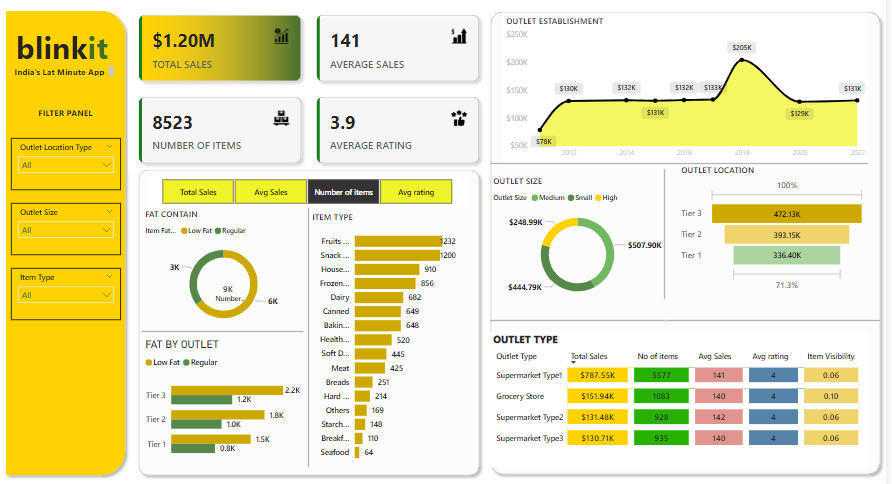 blinkit
India's Lat Minute App
FILTER PANEL
Outlet Location Type
All
Outlet Size
All
Item Type
All
$1.20M
TOTAL SALES
141
AVERAGE SALES
8523
NUMBER OF ITEMS
3.9
AVERAGE RATING
Total Sales
Avg Sales
Number of items
Avg rating
FAT CONTAIN
Item Fat... Low Fat Regular
3K
9K
Number...
6K
FAT BY OUTLET
Low Fat Regular
Tier 3 2.2K
1.2K
Tier 2 1.8K
1.0K
Tier 1 1.5K
0.8K
ITEM TYPE
Fruits ... 1232
Snack ... 1200
House... 910
Frozen... 856
Dairy 682
Canned 649
Bakin... 648
Health... 520
Soft D... 445
Meat 425
Breads 251
Hard ... 214
Others 169
Starch... 148
Breakf... 110
Seafood 64
OUTLET ESTABLISHMENT
$250K
$200K
$150K
$100K
$50K
$78K
$130K
$132K
$131K
$132K
$133K
$205K
$129K
$131K
2012 2014 2016 2018 2020 2022
OUTLET SIZE
Outlet Size Medium Small High
$248.99K
$507.90K
$444.79K
OUTLET LOCATION
100%
Tier 3 472.13K
Tier 2 393.15K
Tier 1 336.40K
71.3%
OUTLET TYPE
Outlet Type Total Sales No of items Avg Sales Avg rating Item Visibility
Supermarket Type1 $787.55K 5577 141 4 0.06
Grocery Store $151.94K 1083 140 4 0.10
Supermarket Type2 $131.48K 928 142 4 0.06
Supermarket Type3 $130.71K 935 140 4 0.06